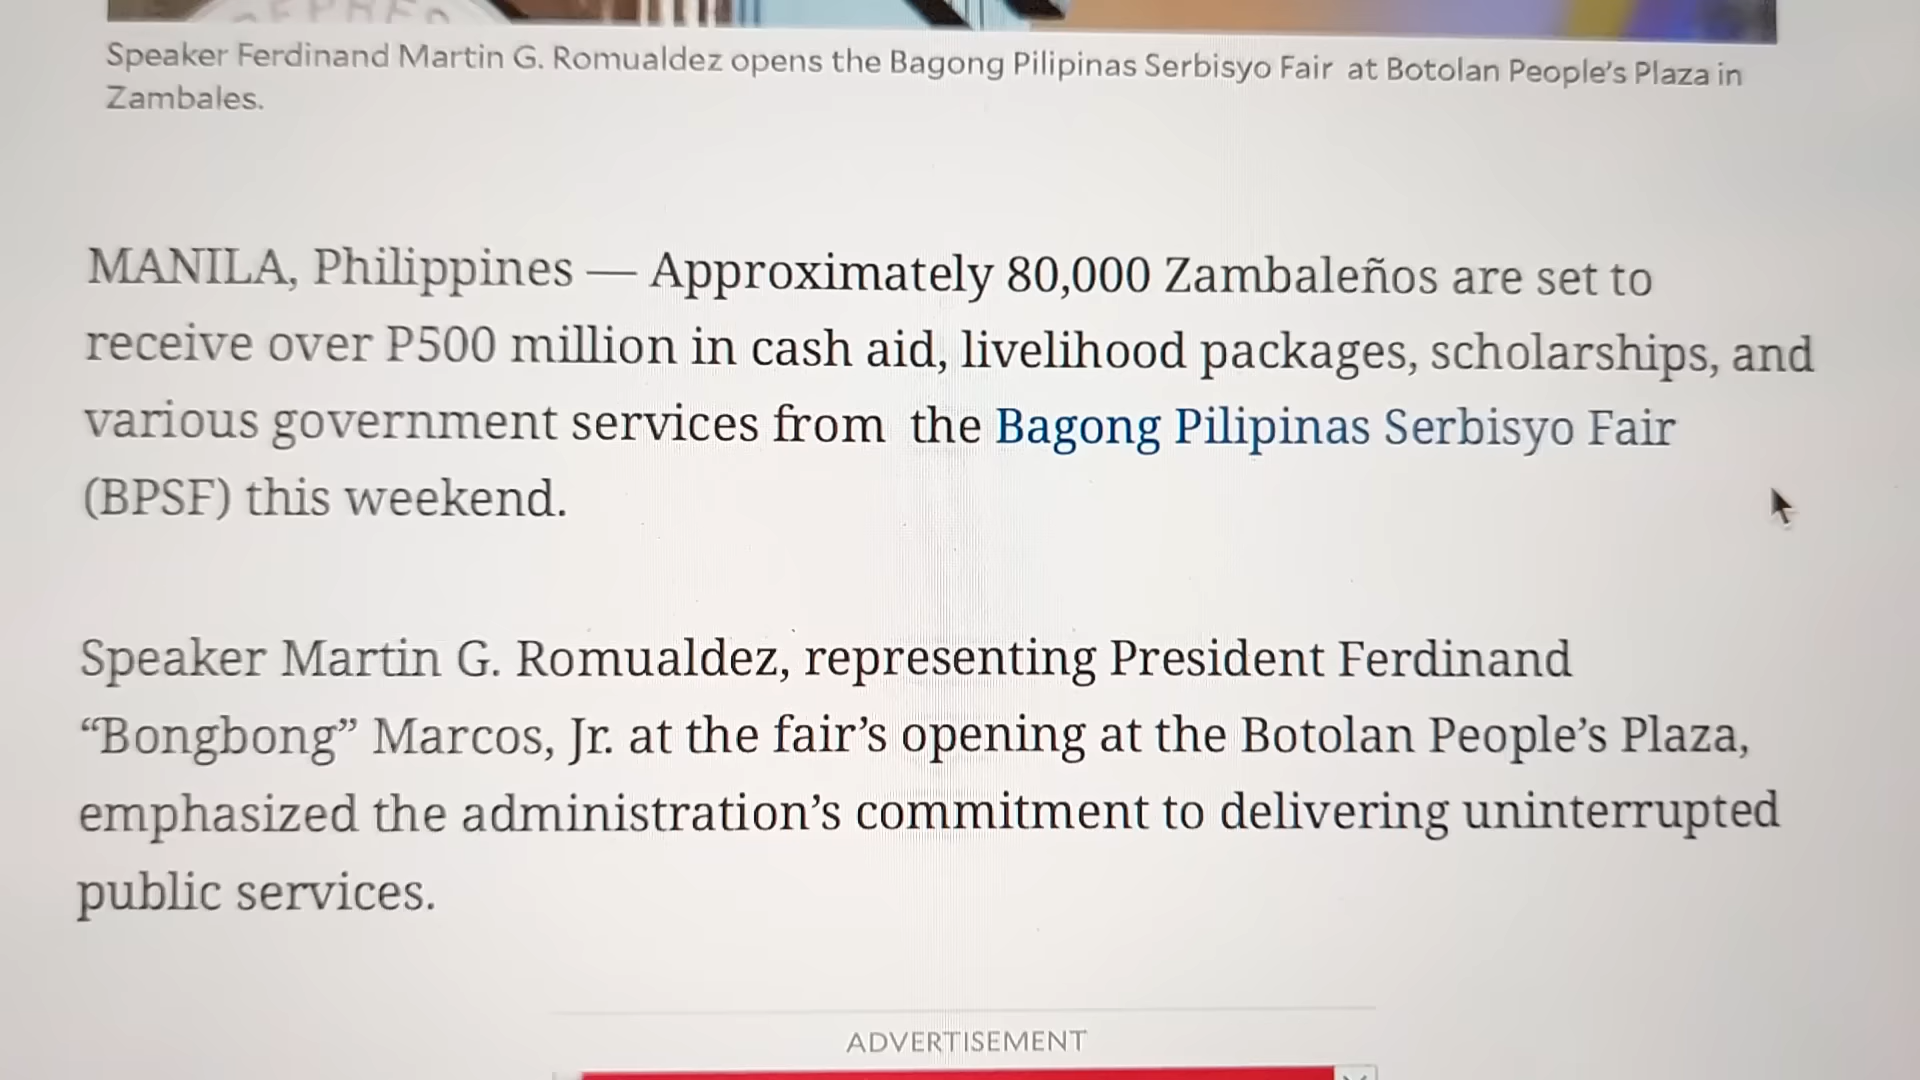 Speaker Ferdinand Martin G. Romualdez opens the Bagong Pilipinas Serbisyo Fair at Botolan People's Plaza in
Zambales.
MANILA, Philippines — Approximately 80,000 Zambaleños are set to
receive over P500 million in cash aid, livelihood packages, scholarships, and
various government services from the Bagong Pilipinas Serbisyo Fair
(BPSF) this weekend.
Speaker Martin G. Romualdez, representing President Ferdinand
“Bongbong” Marcos, Jr. at the fair’s opening at the Botolan People’s Plaza,
emphasized the administration’s commitment to delivering uninterrupted
public services.
ADVERTISEMENT